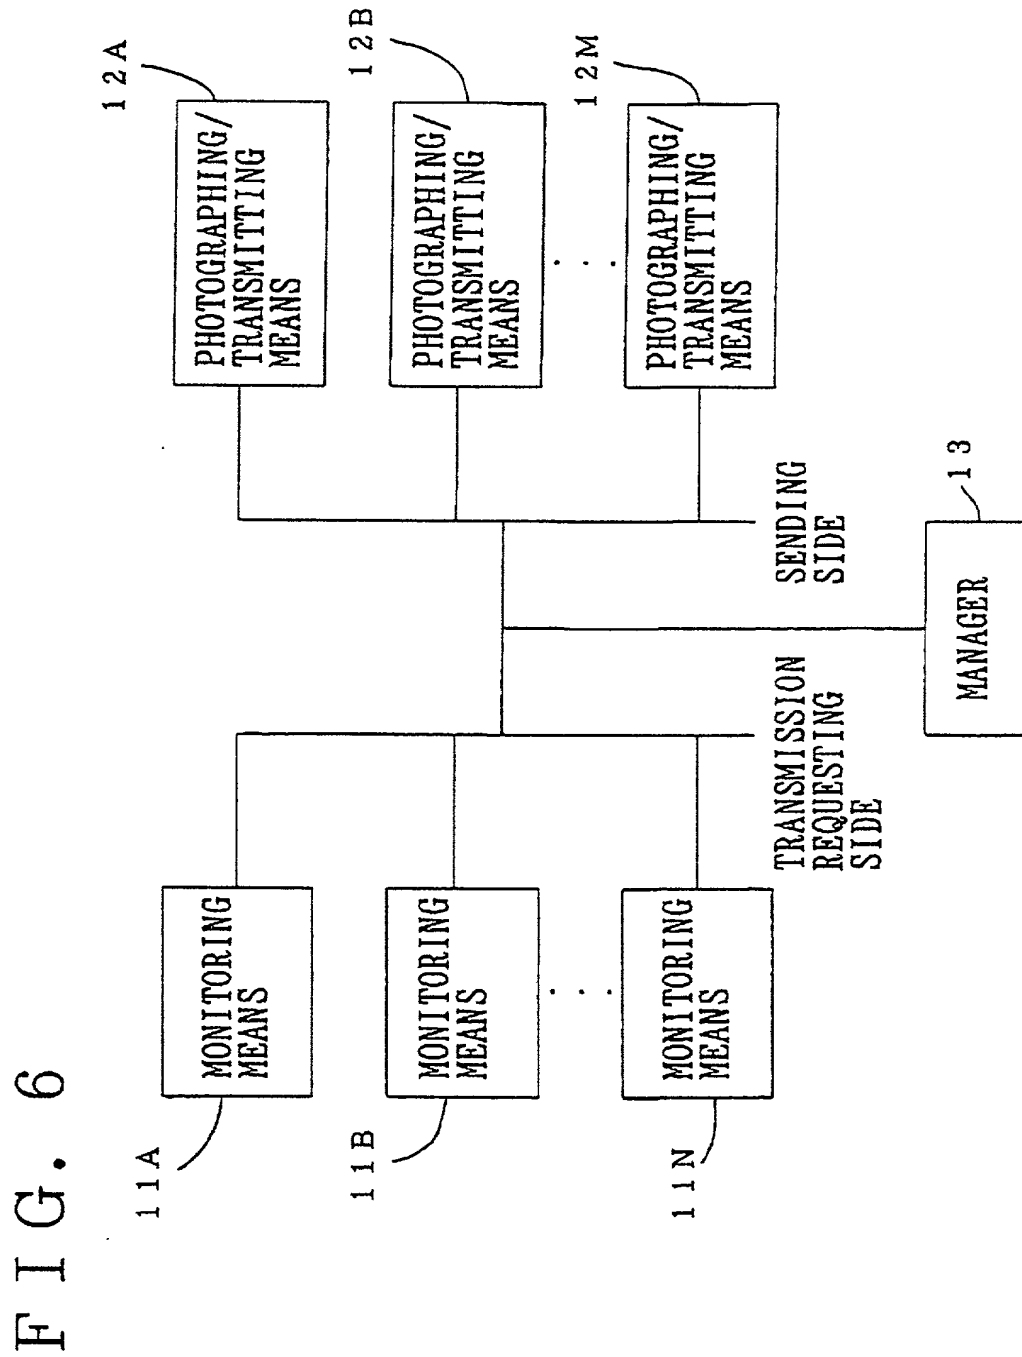 FIG. 6
11A
MONITORING
MEANS
11B
MONITORING
MEANS
. . .
11N
MONITORING
MEANS
TRANSMISSION
REQUESTING
SIDE
12A
PHOTOGRAPHING/
TRANSMITTING
MEANS
12B
PHOTOGRAPHING/
TRANSMITTING
MEANS
. . .
12M
PHOTOGRAPHING/
TRANSMITTING
MEANS
SENDING
SIDE
13
MANAGER